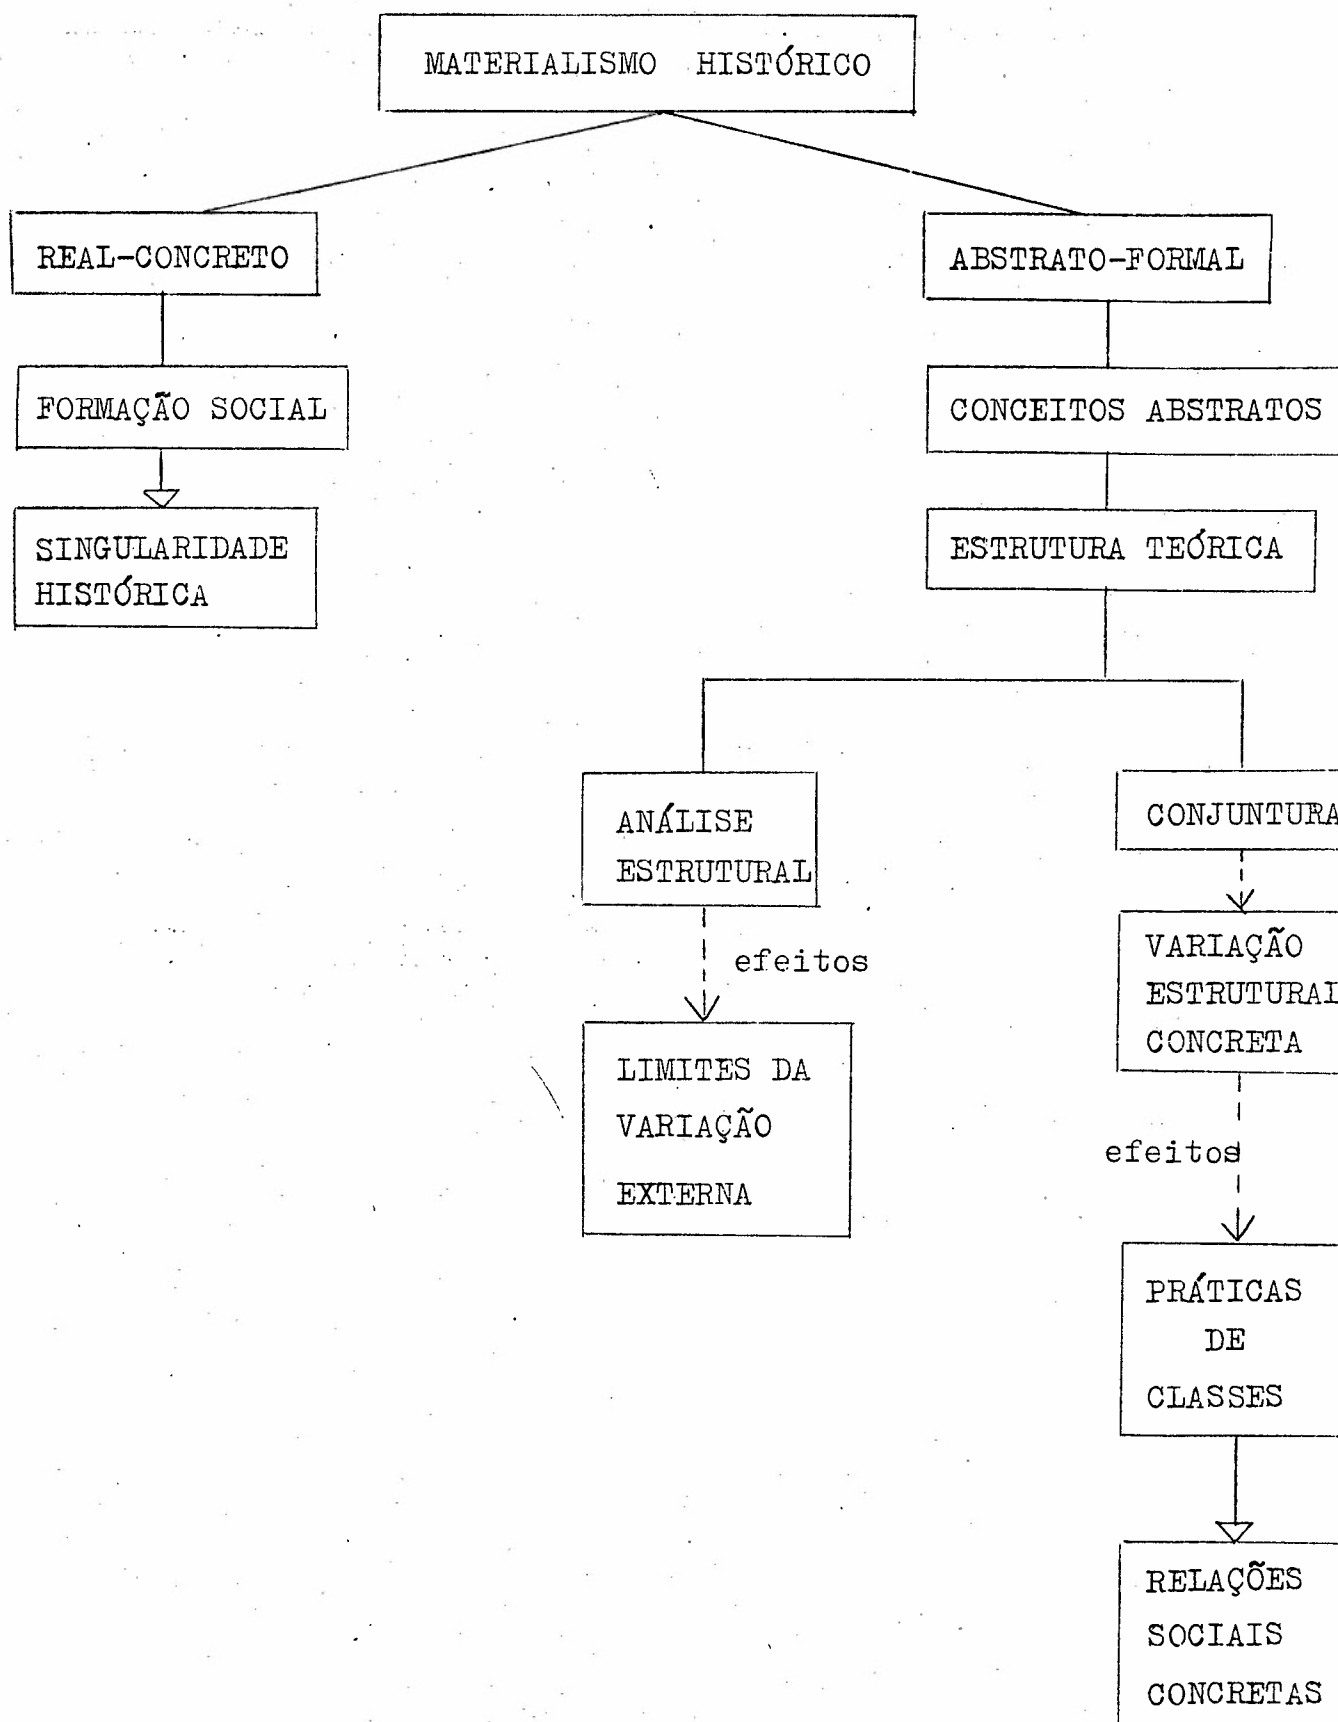 MATERIALISMO HISTÓRICO
REAL-CONCRETO
ABSTRATO-FORMAL
FORMAÇÃO SOCIAL
CONCEITOS ABSTRATOS
SINGULARIDADE
HISTÓRICA
ESTRUTURA TEÓRICA
ANÁLISE
ESTRUTURAL
CONJUNTURA
efeitos
VARIAÇÃO
ESTRUTURAL
CONCRETA
LIMITES DA
VARIAÇÃO
EXTERNA
efeitos
PRÁTICAS
DE
CLASSES
RELAÇÕES
SOCIAIS
CONCRETAS